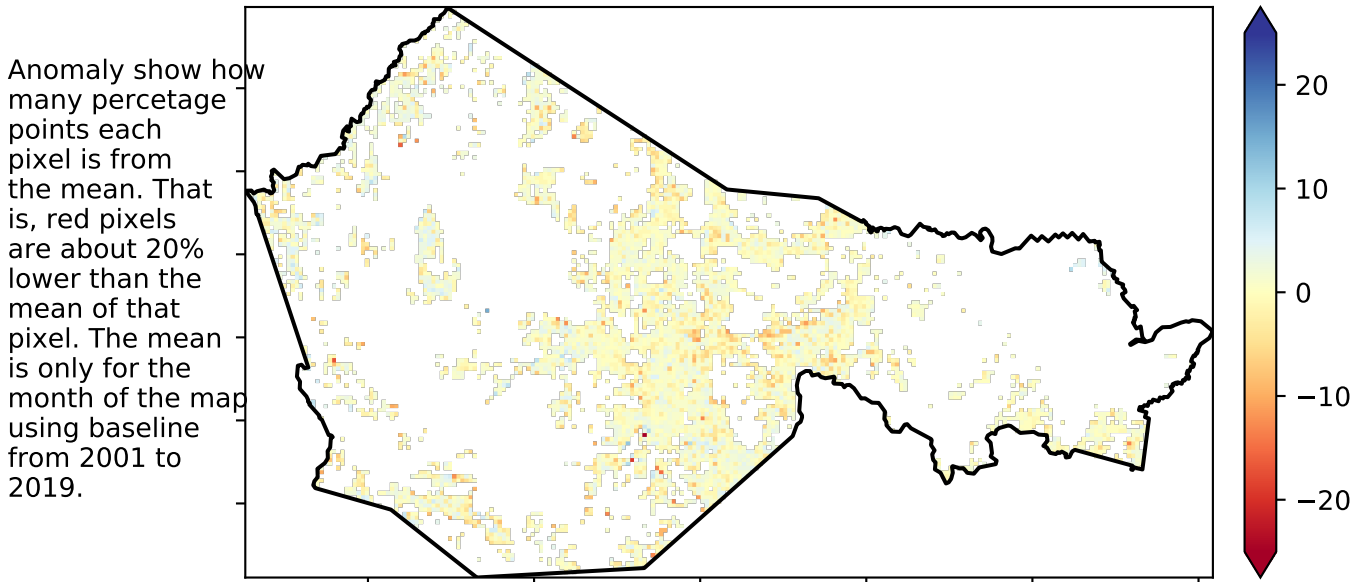 Anomaly show how
many percetage
points each
pixel is from
the mean. That
is, red pixels
are about 20%
lower than the
mean of that
pixel. The mean
is only for the
month of the map
using baseline
from 2001 to
2019.
20
10
0
−10
−20